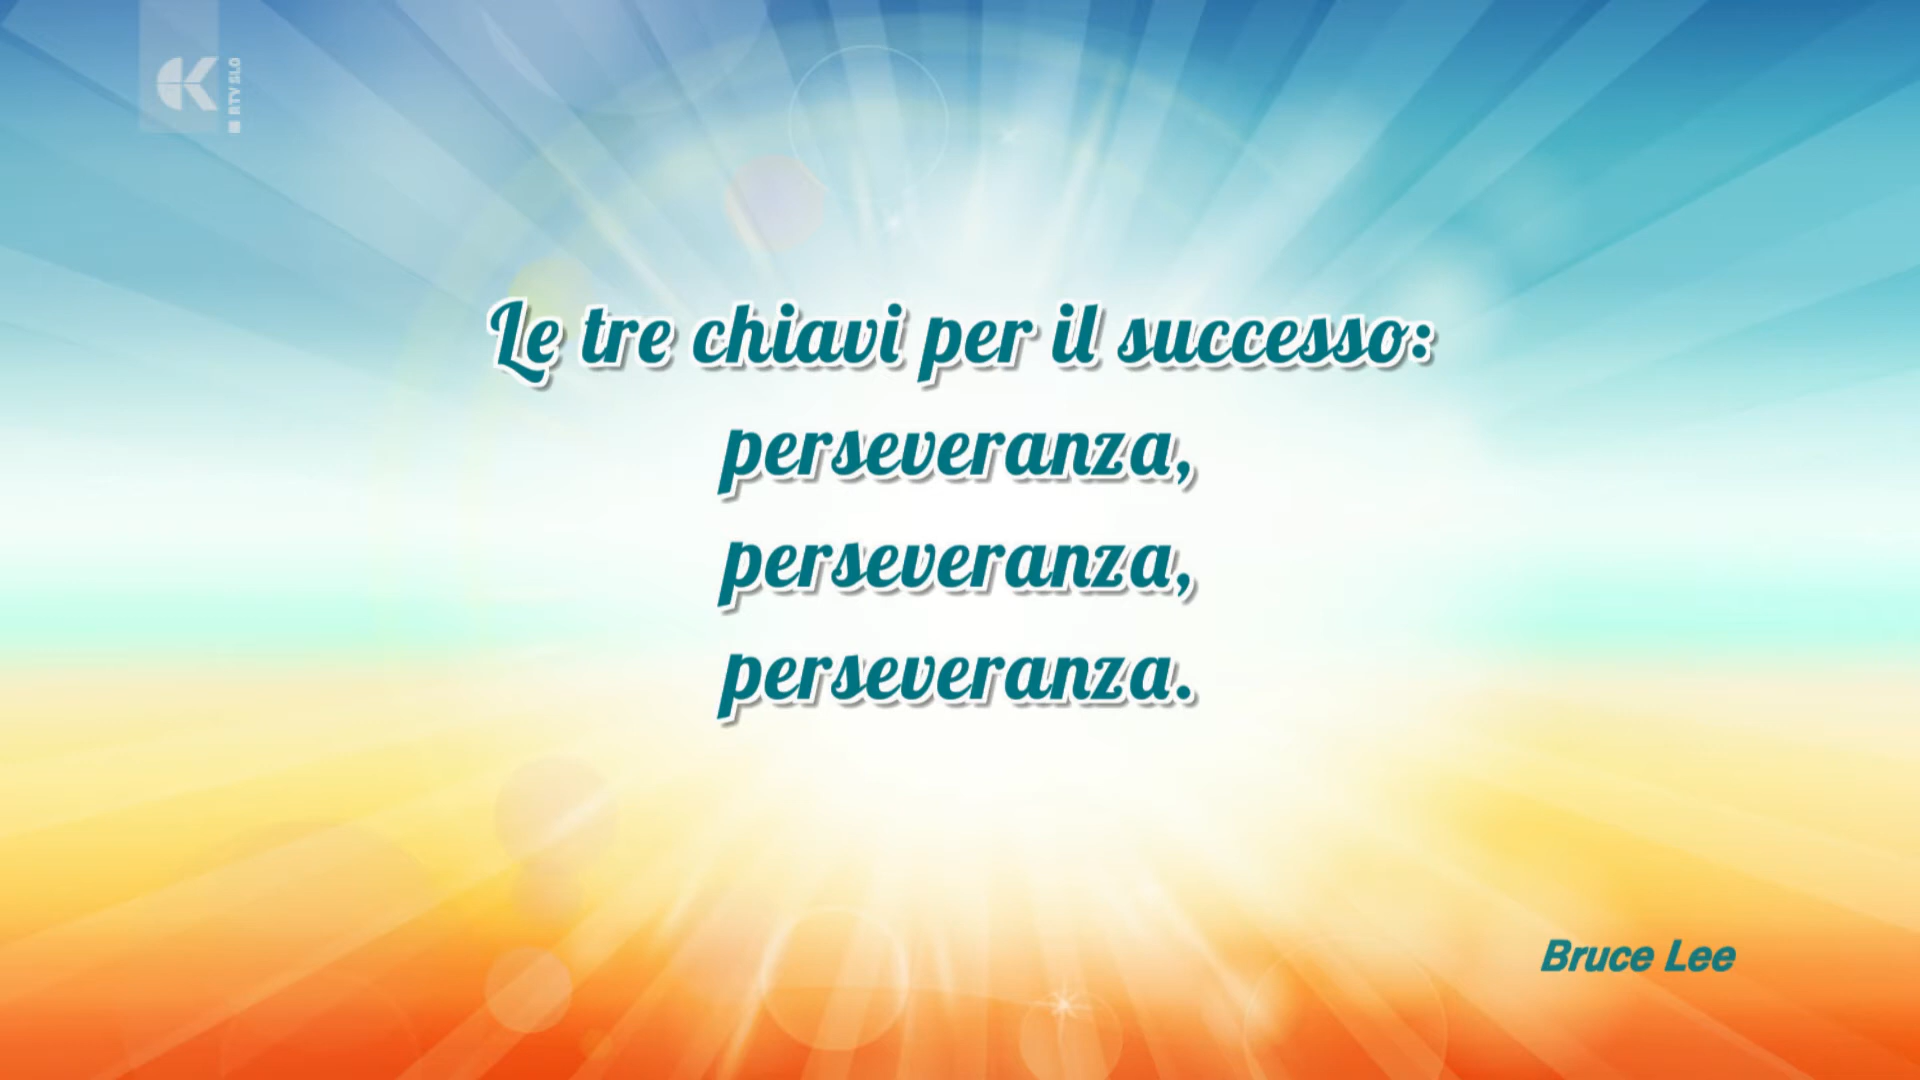 RTV SLO
Le tre chiavi per il successo:
perseveranza,
perseveranza,
perseveranza.
Bruce Lee